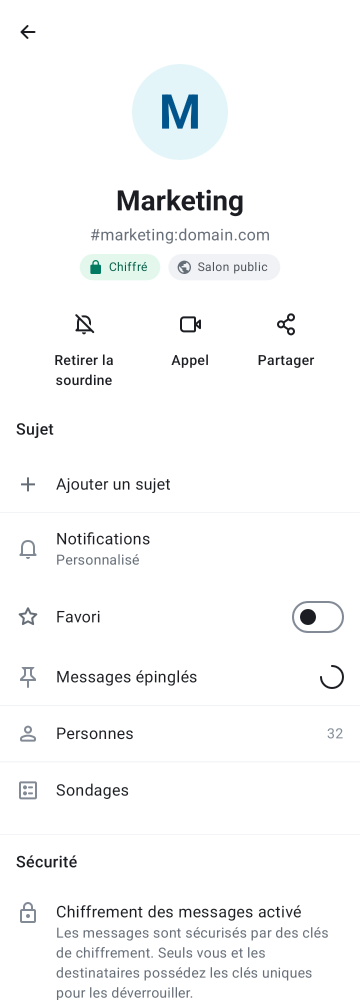 M
Marketing
#marketing:domain.com
Chiffré
Salon public
Retirer la
sourdine
Appel
Partager
Sujet
Ajouter un sujet
Notifications
Personnalisé
Favori
Messages épinglés
Personnes
32
Sondages
Sécurité
Chiffrement des messages activé
Les messages sont sécurisés par des clés
de chiffrement. Seuls vous et les
destinataires possédez les clés uniques
pour les déverrouiller.